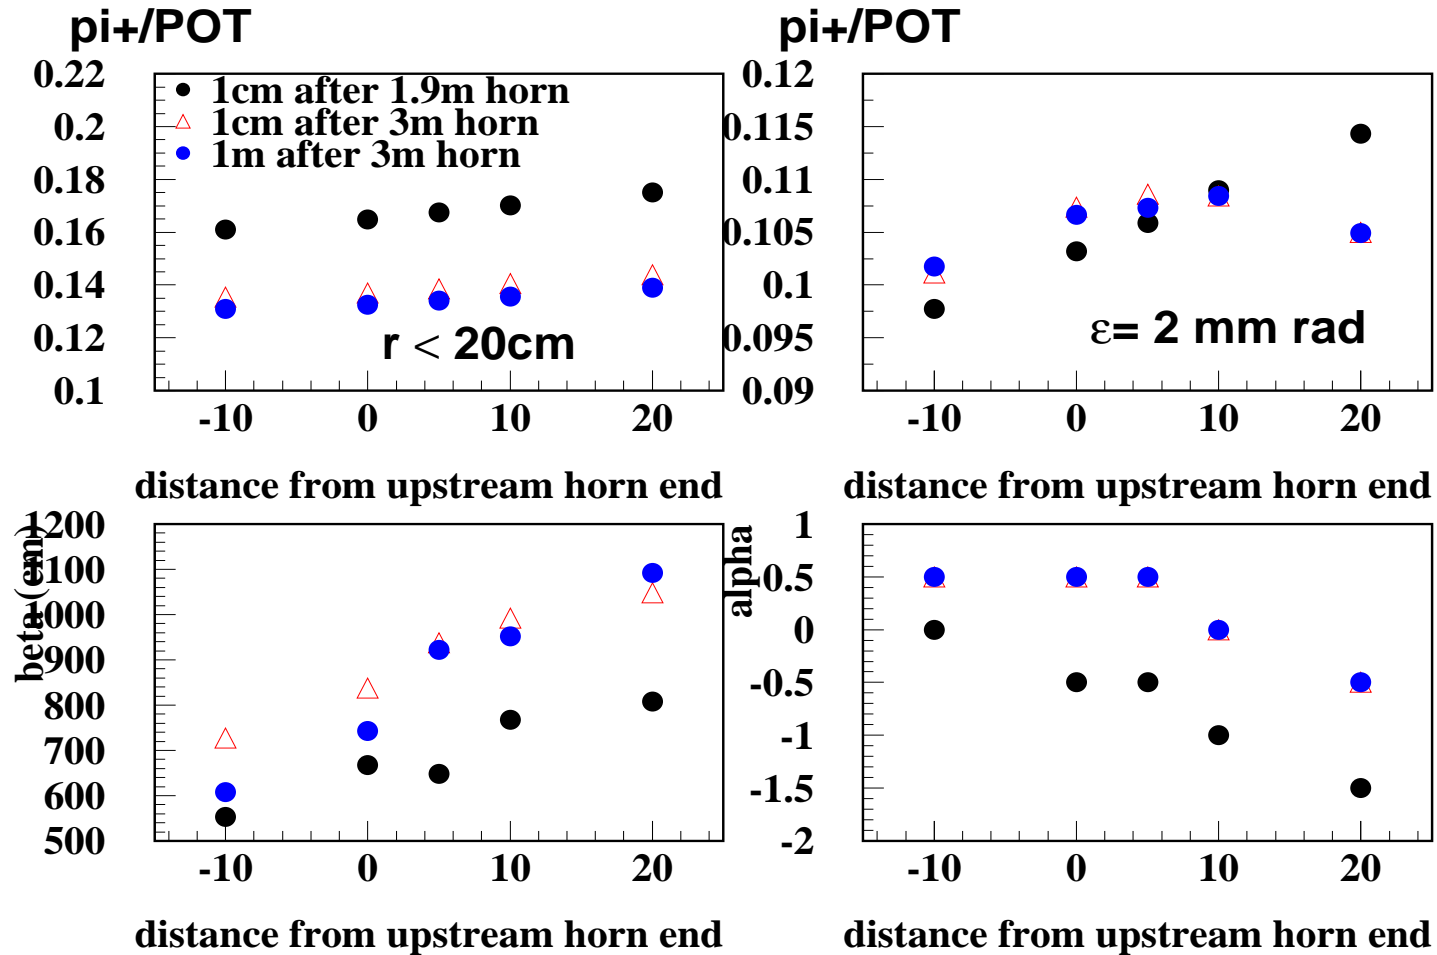 pi+/POT
0.22
0.2
0.18
0.16
0.14
0.12
0.1
1cm after 1.9m horn
1cm after 3m horn
1m after 3m horn
r < 20cm
-10 0 10 20
distance from upstream horn end
pi+/POT
0.12
0.115
0.11
0.105
0.1
0.095
0.09
ε= 2 mm rad
-10 0 10 20
distance from upstream horn end
beta (cm)
1200
1100
1000
900
800
700
600
500
-10 0 10 20
distance from upstream horn end
alpha
1
0.5
0
-0.5
-1
-1.5
-2
-10 0 10 20
distance from upstream horn end